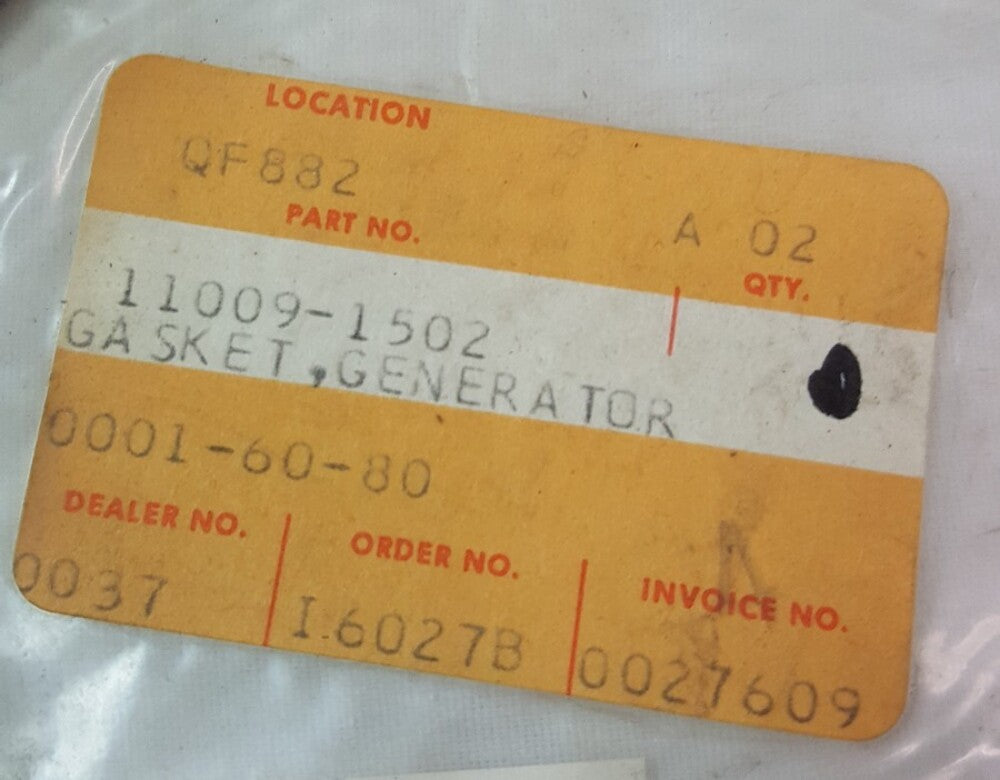 LOCATION
QF882
A 02
PART NO.
QTY.
11009-1502
GASKET,GENERATOR
0001-60-80
DEALER NO.
ORDER NO.
INVOICE NO.
0037
I.6027B
0027609